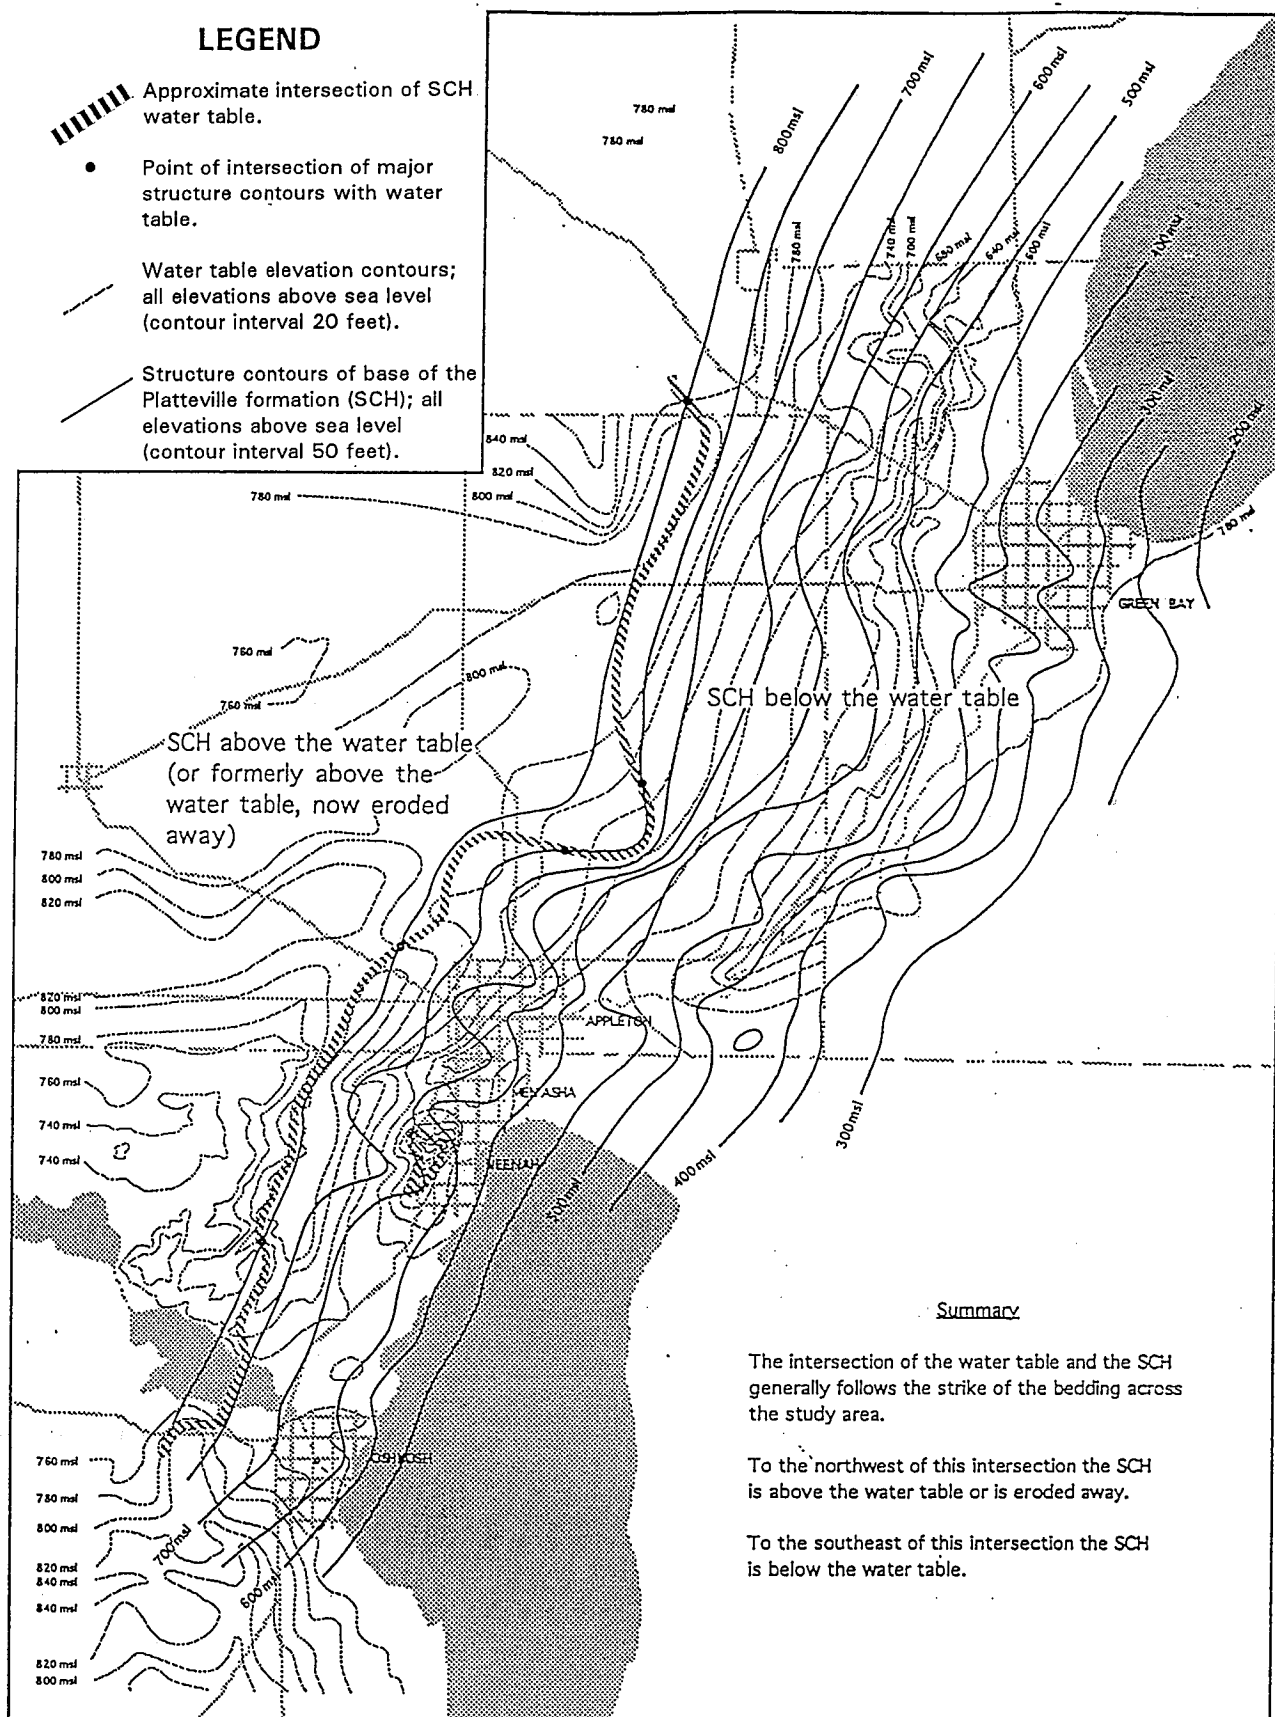 LEGEND
Approximate intersection of SCH
water table.
Point of intersection of major
structure contours with water
table.
Water table elevation contours;
all elevations above sea level
(contour interval 20 feet).
Structure contours of base of the
Platteville formation (SCH); all
elevations above sea level
(contour interval 50 feet).
780 msl
780 msl
800msl
700msl
600msl
500msl
400 msl
300 msl
200 msl
780 msl
740 msl
700 msl
680 msl
640 msl
600 msl
840 msl
820 msl
800 msl
780 msl
780 msl
GREEN BAY
760 msl
760 msl
800 msl
SCH below the water table
SCH above the water table
(or formerly above the
water table, now eroded
away)
780 msl
800 msl
820 msl
820 msl
800 msl
780 msl
760 msl
740 msl
740 msl
APPLETON
MENASHA
NEENAH
500msl
400msl
300msl
OSHKOSH
760 msl
780 msl
800 msl
820 msl
840 msl
840 msl
820 msl
800 msl
700msl
600 msl
Summary
The intersection of the water table and the SCH
generally follows the strike of the bedding across
the study area.
To the northwest of this intersection the SCH
is above the water table or is eroded away.
To the southeast of this intersection the SCH
is below the water table.